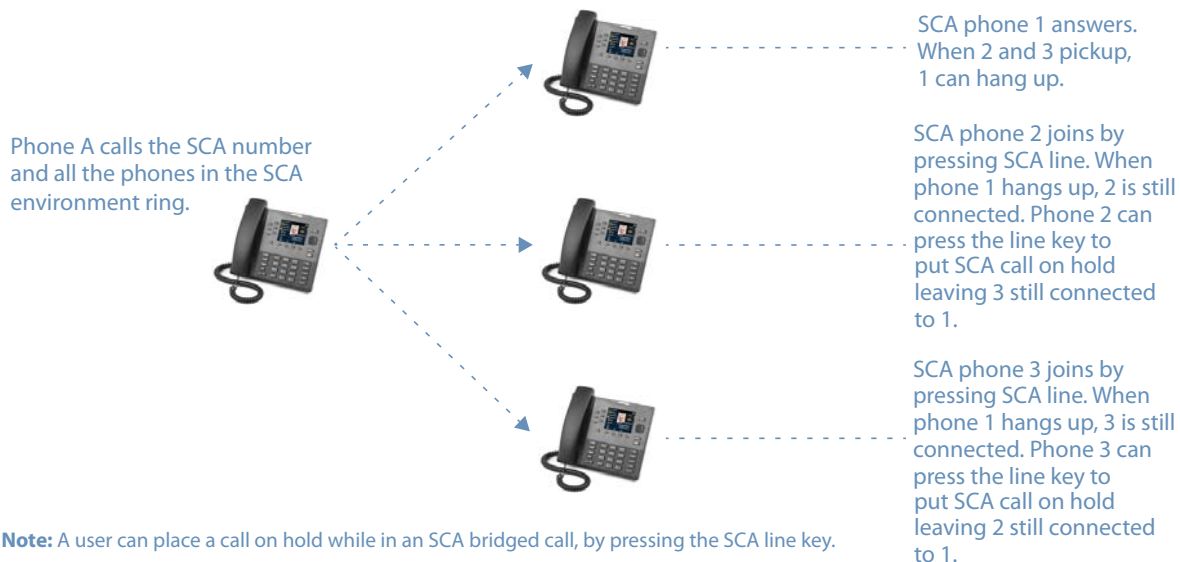 Phone A calls the SCA number
and all the phones in the SCA
environment ring.
SCA phone 1 answers.
When 2 and 3 pickup,
1 can hang up.
SCA phone 2 joins by
pressing SCA line. When
phone 1 hangs up, 2 is still
connected. Phone 2 can
press the line key to
put SCA call on hold
leaving 3 still connected
to 1.
SCA phone 3 joins by
pressing SCA line. When
phone 1 hangs up, 3 is still
connected. Phone 3 can
press the line key to
put SCA call on hold
leaving 2 still connected
to 1.
Note: A user can place a call on hold while in an SCA bridged call, by pressing the SCA line key.